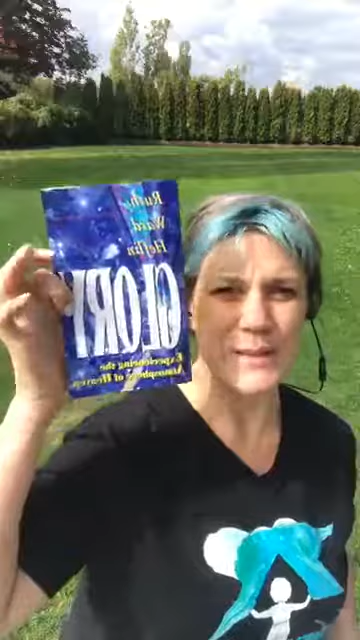 Ruth
Ward
Heflin
GLORY
Experiencing the
Atmosphere of Heaven